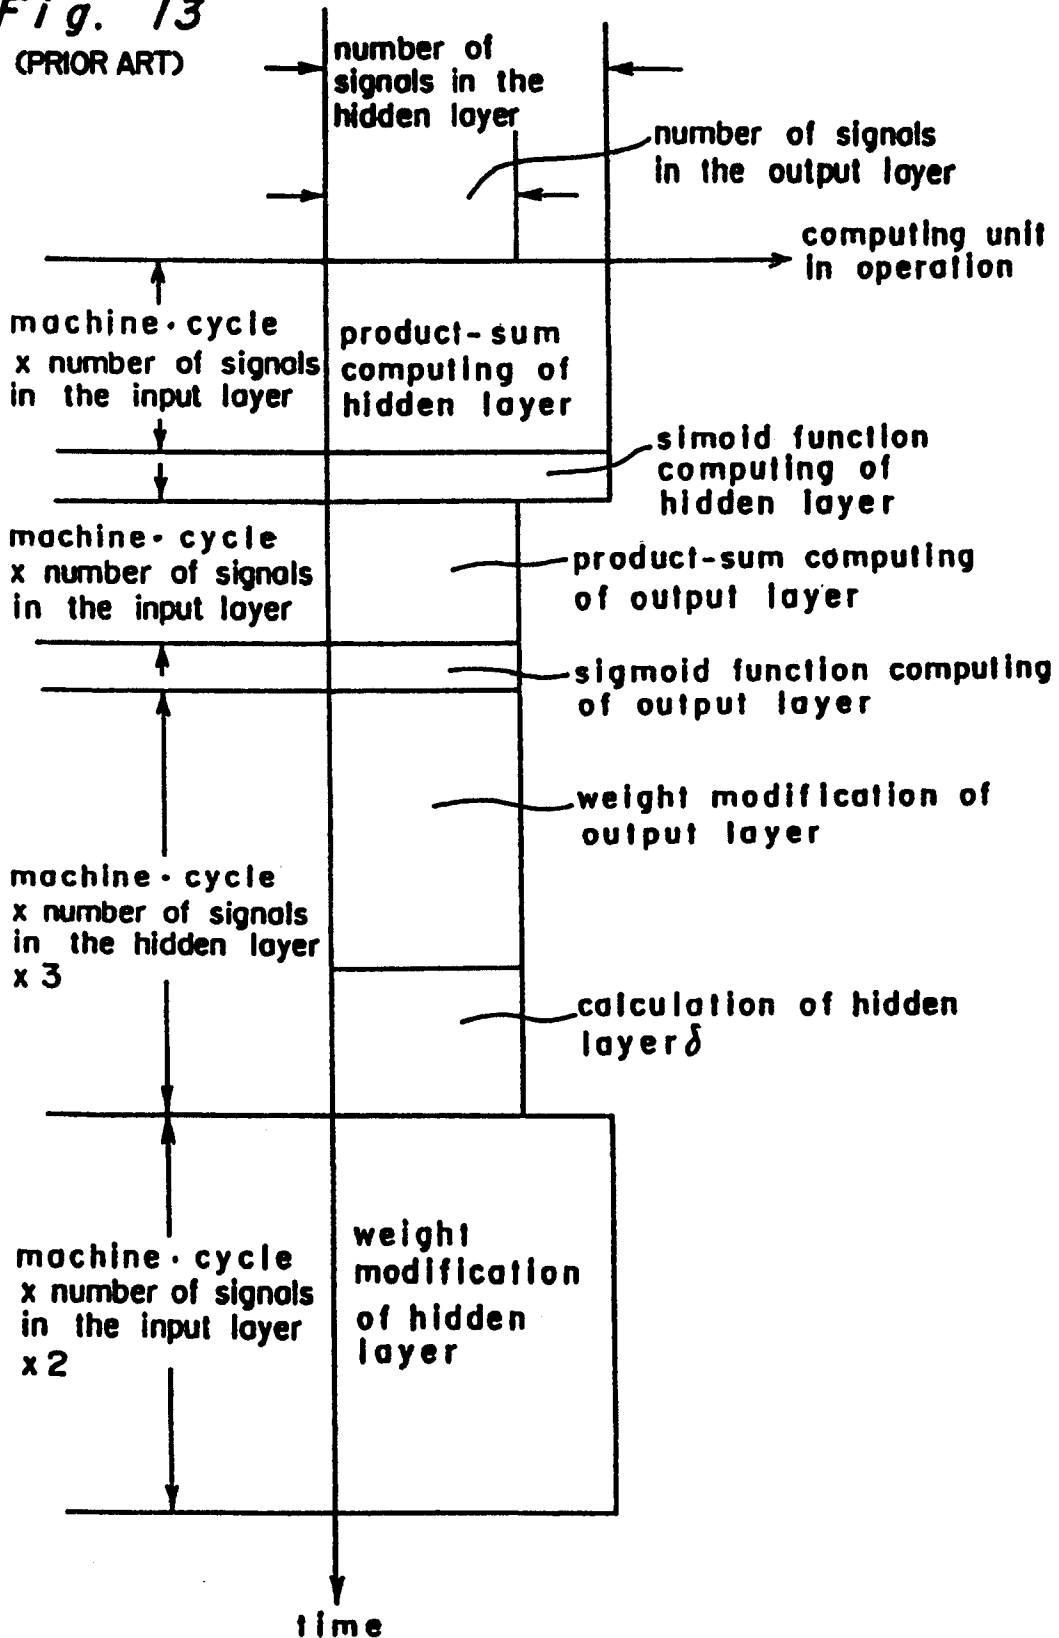 Fig. 13
(PRIOR ART)
number of
signals in the
hidden layer
number of signals
in the output layer
computing unit
in operation
machine · cycle
x number of signals
in the input layer
product-sum
computing of
hidden layer
simoid function
computing of
hidden layer
machine · cycle
x number of signals
in the input layer
product-sum computing
of output layer
sigmoid function computing
of output layer
weight modification of
output layer
machine · cycle
x number of signals
in the hidden layer
x 3
calculation of hidden
layer δ
machine · cycle
x number of signals
in the input layer
x 2
weight
modification
of hidden
layer
time